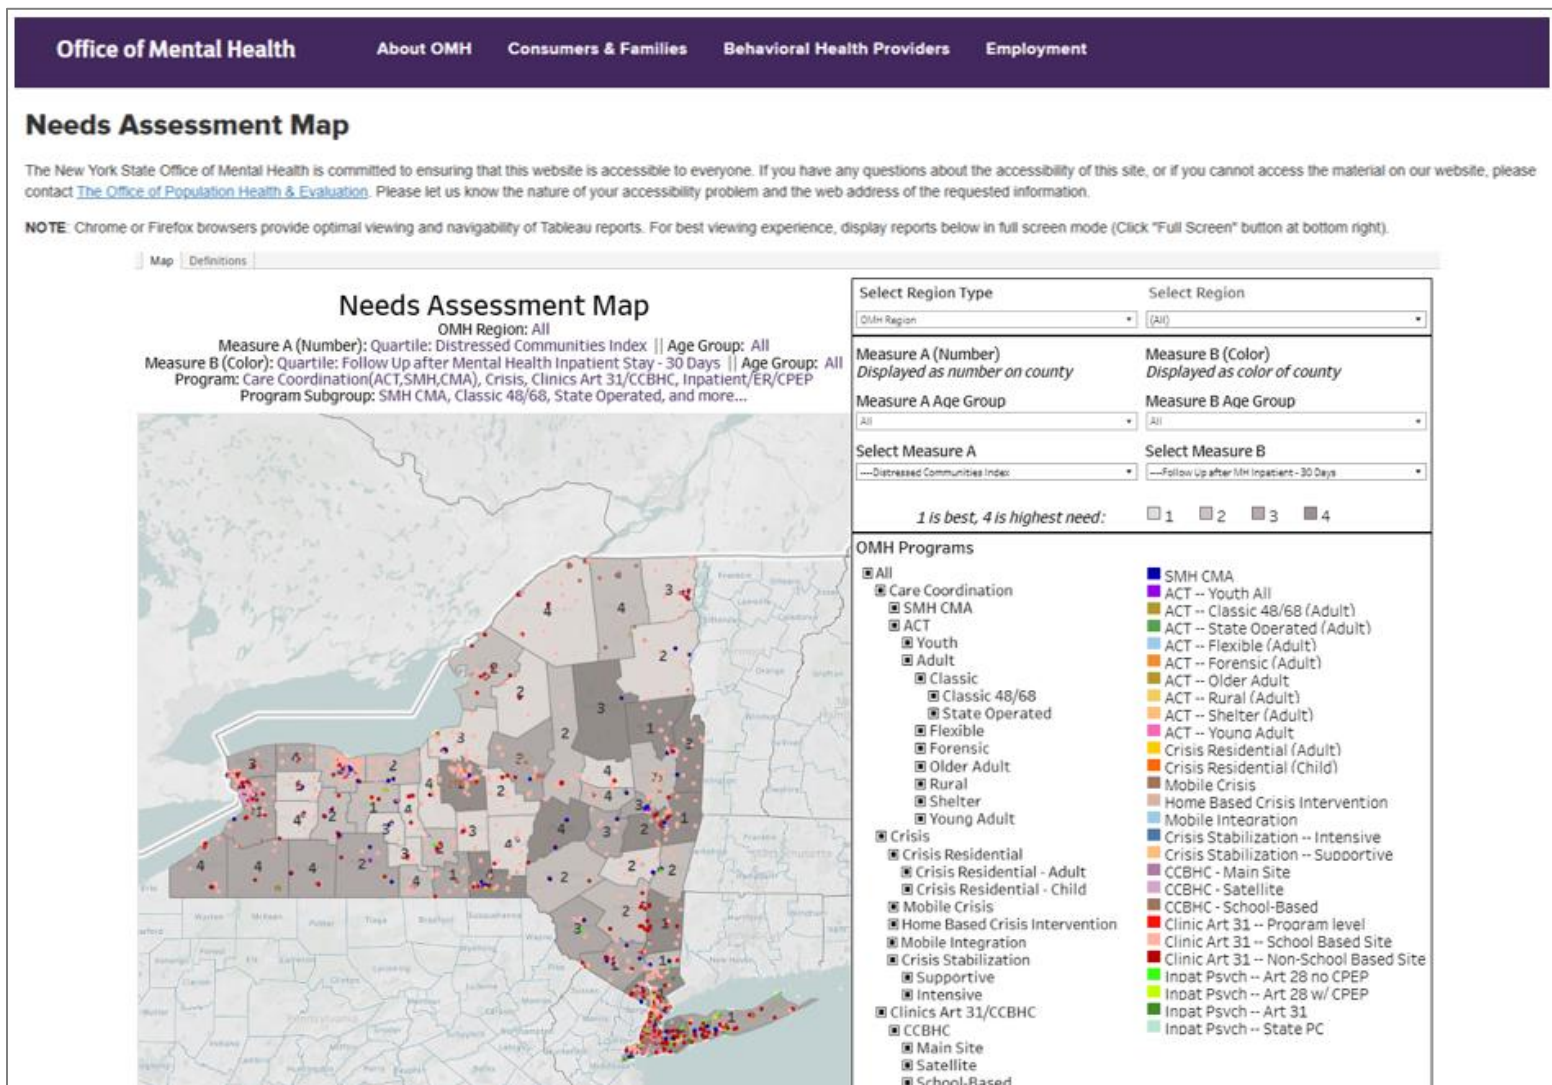 Office of Mental Health About OMH Consumers & Families Behavioral Health Providers Employment
Needs Assessment Map
The New York State Office of Mental Health is committed to ensuring that this website is accessible to everyone. If you have any questions about the accessibility of this site, or if you cannot access the material on our website, please
contact The Office of Population Health & Evaluation. Please let us know the nature of your accessibility problem and the web address of the requested information.
NOTE: Chrome or Firefox browsers provide optimal viewing and navigability of Tableau reports. For best viewing experience, display reports below in full screen mode (Click "Full Screen" button at bottom right).
Map Definitions
Needs Assessment Map
OMH Region: All
Measure A (Number): Quartile: Distressed Communities Index || Age Group: All
Measure B (Color): Quartile: Follow Up after Mental Health Inpatient Stay - 30 Days || Age Group: All
Program: Care Coordination(ACT,SMH,CMA), Crisis, Clinics Art 31/CCBHC, Inpatient/ER/CPEP
Program Subgroup: SMH CMA, Classic 48/68, State Operated, and more...
Select Region Type Select Region
OMH Region (All)
Measure A (Number) Measure B (Color)
Displayed as number on county Displayed as color of county
Measure A Age Group Measure B Age Group
All All
Select Measure A Select Measure B
----Distressed Communities Index ----Follow Up after MH Inpatient - 30 Days
1 is best, 4 is highest need: 1 2 3 4
OMH Programs
All
Care Coordination
SMH CMA
ACT
Youth
Adult
Classic
Classic 48/68
State Operated
Flexible
Forensic
Older Adult
Rural
Shelter
Young Adult
Crisis
Crisis Residential
Crisis Residential - Adult
Crisis Residential - Child
Mobile Crisis
Home Based Crisis Intervention
Mobile Integration
Crisis Stabilization
Supportive
Intensive
Clinics Art 31/CCBHC
CCBHC
Main Site
Satellite
School-Based
SMH CMA
ACT -- Youth All
ACT -- Classic 48/68 (Adult)
ACT -- State Operated (Adult)
ACT -- Flexible (Adult)
ACT -- Forensic (Adult)
ACT -- Older Adult
ACT -- Rural (Adult)
ACT -- Shelter (Adult)
ACT -- Young Adult
Crisis Residential (Adult)
Crisis Residential (Child)
Mobile Crisis
Home Based Crisis Intervention
Mobile Integration
Crisis Stabilization -- Intensive
Crisis Stabilization -- Supportive
CCBHC - Main Site
CCBHC - Satellite
CCBHC - School-Based
Clinic Art 31 -- Program level
Clinic Art 31 -- School Based Site
Clinic Art 31 -- Non-School Based Site
Inpat Psych -- Art 28 no CPEP
Inpat Psych -- Art 28 w/ CPEP
Inpat Psych -- Art 31
Inpat Psych -- State PC